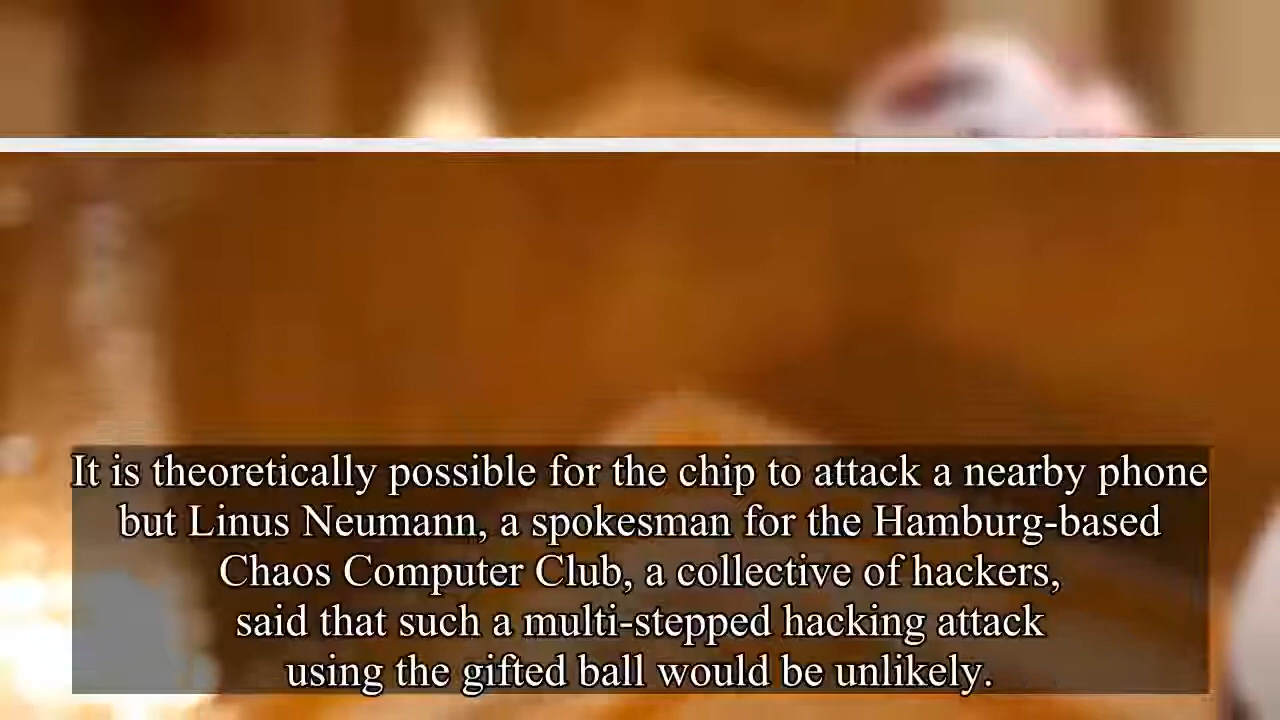 It is theoretically possible for the chip to attack a nearby phone
but Linus Neumann, a spokesman for the Hamburg-based
Chaos Computer Club, a collective of hackers,
said that such a multi-stepped hacking attack
using the gifted ball would be unlikely.